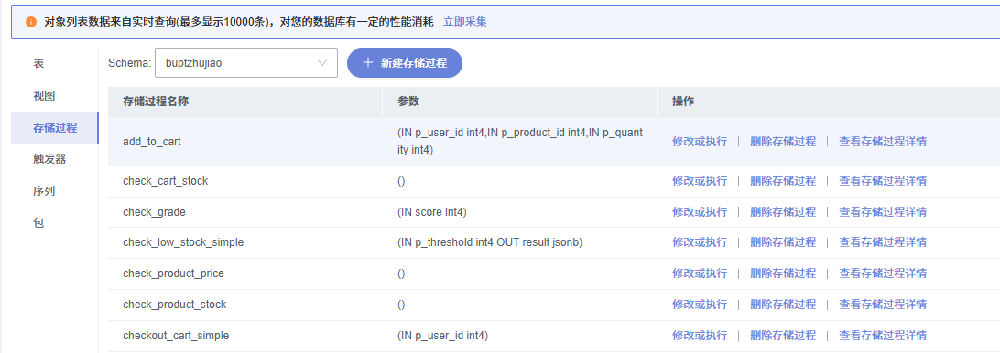 对象列表数据来自实时查询(最多显示10000条)，对您的数据库有一定的性能消耗 立即采集
表
视图
存储过程
触发器
序列
包
Schema: buptzhujiao 新建存储过程
存储过程名称 参数 操作
add_to_cart (IN p_user_id int4,IN p_product_id int4,IN p_quant
ity int4) 修改或执行 | 删除存储过程 | 查看存储过程详情
check_cart_stock () 修改或执行 | 删除存储过程 | 查看存储过程详情
check_grade (IN score int4) 修改或执行 | 删除存储过程 | 查看存储过程详情
check_low_stock_simple (IN p_threshold int4,OUT result jsonb) 修改或执行 | 删除存储过程 | 查看存储过程详情
check_product_price () 修改或执行 | 删除存储过程 | 查看存储过程详情
check_product_stock () 修改或执行 | 删除存储过程 | 查看存储过程详情
checkout_cart_simple (IN p_user_id int4) 修改或执行 | 删除存储过程 | 查看存储过程详情